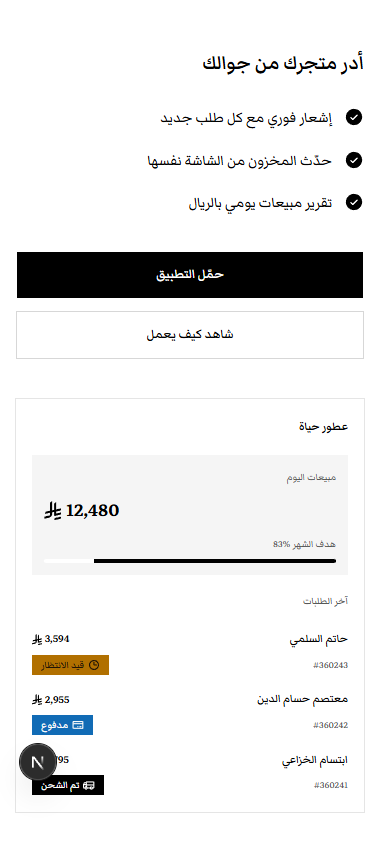 أدر متجرك من جوالك
إشعار فوري مع كل طلب جديد
حدّث المخزون من الشاشة نفسها
تقرير مبيعات يومي بالريال
حمّل التطبيق
شاهد كيف يعمل
عطور حياة
مبيعات اليوم
12,480
هدف الشهر 83%
آخر الطلبات
حاتم السلمي 3,594
#360243 قيد الانتظار
معتصم حسام الدين 2,955
#360242 مدفوع
ابتسام الخزاعي
#360241 تم الشحن
N